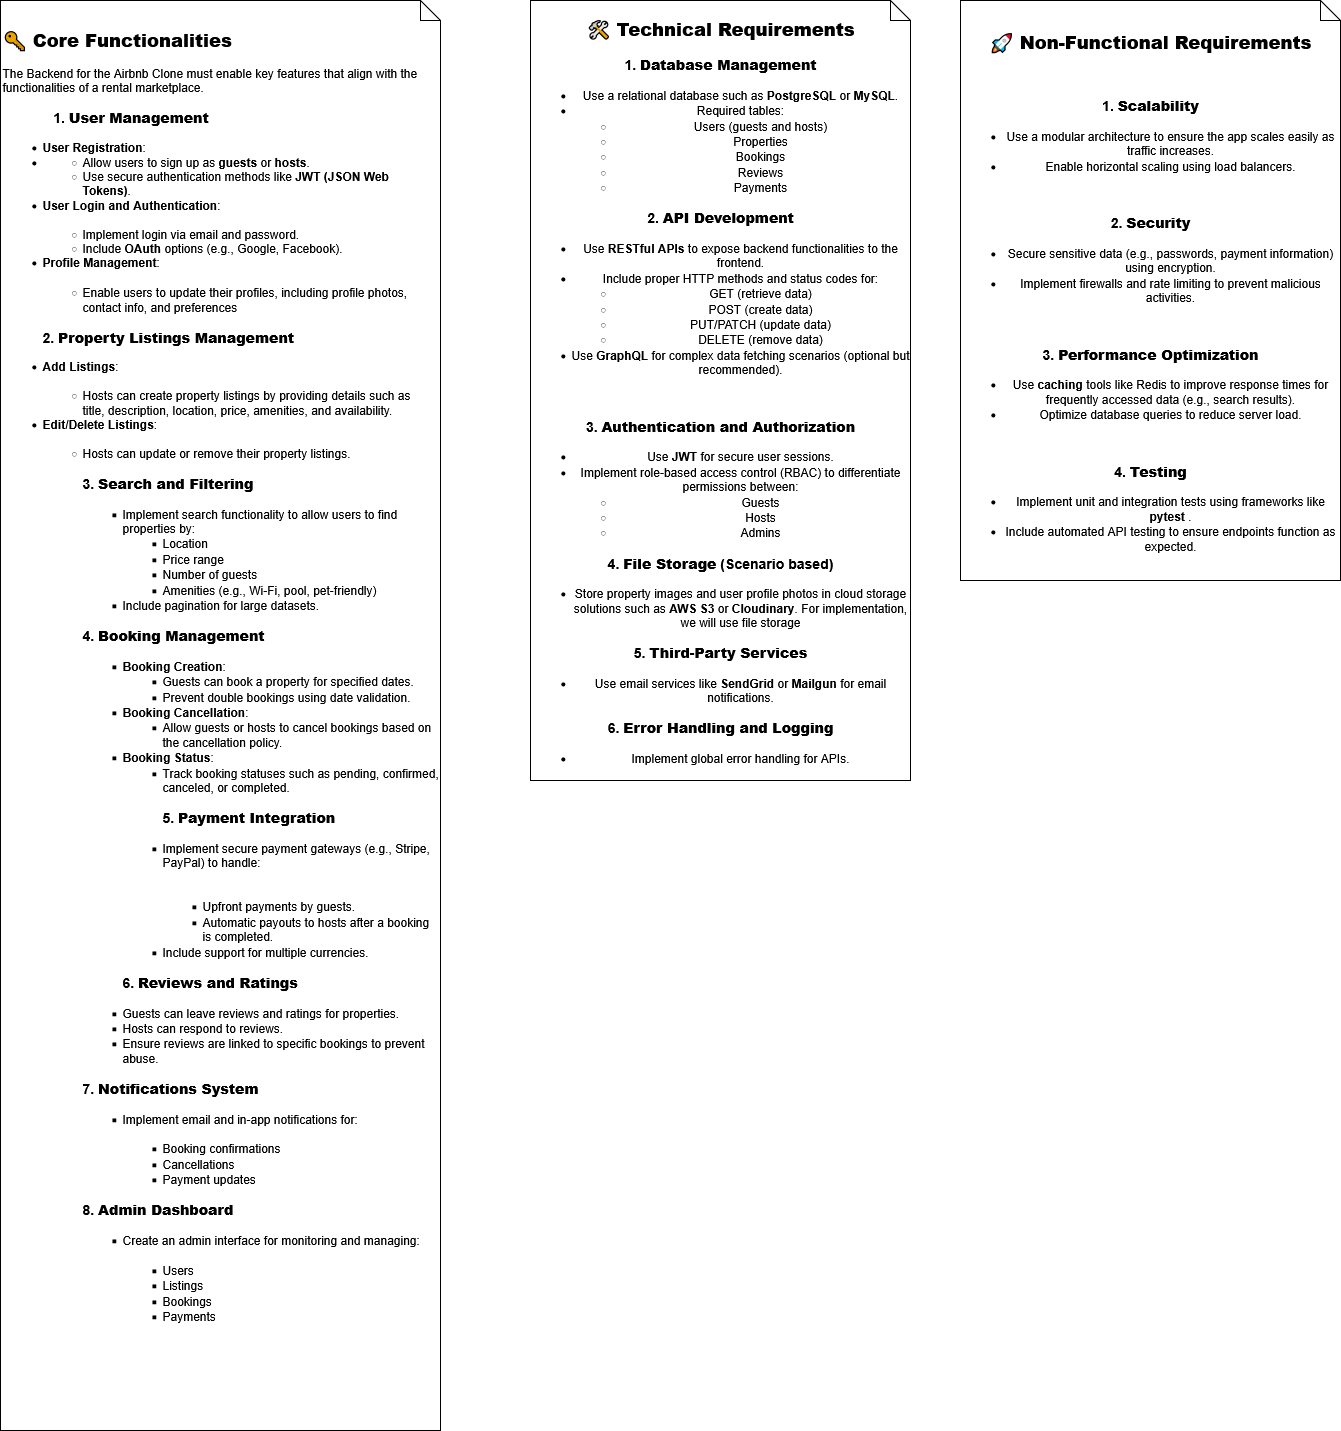 🔑 Core Functionalities
The Backend for the Airbnb Clone must enable key features that align with the
functionalities of a rental marketplace.
1. User Management
User Registration:
Allow users to sign up as guests or hosts.
Use secure authentication methods like JWT (JSON Web
Tokens).
User Login and Authentication:
Implement login via email and password.
Include OAuth options (e.g., Google, Facebook).
Profile Management:
Enable users to update their profiles, including profile photos,
contact info, and preferences
2. Property Listings Management
Add Listings:
Hosts can create property listings by providing details such as
title, description, location, price, amenities, and availability.
Edit/Delete Listings:
Hosts can update or remove their property listings.
3. Search and Filtering
Implement search functionality to allow users to find
properties by:
Location
Price range
Number of guests
Amenities (e.g., Wi-Fi, pool, pet-friendly)
Include pagination for large datasets.
4. Booking Management
Booking Creation:
Guests can book a property for specified dates.
Prevent double bookings using date validation.
Booking Cancellation:
Allow guests or hosts to cancel bookings based on
the cancellation policy.
Booking Status:
Track booking statuses such as pending, confirmed,
canceled, or completed.
5. Payment Integration
Implement secure payment gateways (e.g., Stripe,
PayPal) to handle:
Upfront payments by guests.
Automatic payouts to hosts after a booking
is completed.
Include support for multiple currencies.
6. Reviews and Ratings
Guests can leave reviews and ratings for properties.
Hosts can respond to reviews.
Ensure reviews are linked to specific bookings to prevent
abuse.
7. Notifications System
Implement email and in-app notifications for:
Booking confirmations
Cancellations
Payment updates
8. Admin Dashboard
Create an admin interface for monitoring and managing:
Users
Listings
Bookings
Payments
🛠 Technical Requirements
1. Database Management
Use a relational database such as PostgreSQL or MySQL.
Required tables:
Users (guests and hosts)
Properties
Bookings
Reviews
Payments
2. API Development
Use RESTful APIs to expose backend functionalities to the
frontend.
Include proper HTTP methods and status codes for:
GET (retrieve data)
POST (create data)
PUT/PATCH (update data)
DELETE (remove data)
Use GraphQL for complex data fetching scenarios (optional but
recommended).
3. Authentication and Authorization
Use JWT for secure user sessions.
Implement role-based access control (RBAC) to differentiate
permissions between:
Guests
Hosts
Admins
4. File Storage (Scenario based)
Store property images and user profile photos in cloud storage
solutions such as AWS S3 or Cloudinary. For implementation,
we will use file storage
5. Third-Party Services
Use email services like SendGrid or Mailgun for email
notifications.
6. Error Handling and Logging
Implement global error handling for APIs.
🚀 Non-Functional Requirements
1. Scalability
Use a modular architecture to ensure the app scales easily as
traffic increases.
Enable horizontal scaling using load balancers.
2. Security
Secure sensitive data (e.g., passwords, payment information)
using encryption.
Implement firewalls and rate limiting to prevent malicious
activities.
3. Performance Optimization
Use caching tools like Redis to improve response times for
frequently accessed data (e.g., search results).
Optimize database queries to reduce server load.
4. Testing
Implement unit and integration tests using frameworks like
pytest .
Include automated API testing to ensure endpoints function as
expected.